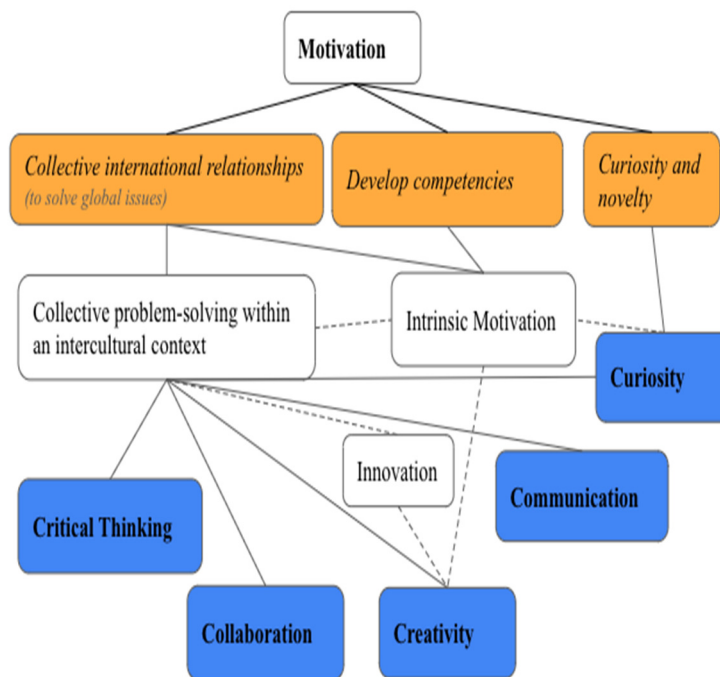 Motivation
Collective international relationships
(to solve global issues)
Develop competencies
Curiosity and
novelty
Collective problem-solving within
an intercultural context
Intrinsic Motivation
Curiosity
Innovation
Communication
Critical Thinking
Collaboration
Creativity